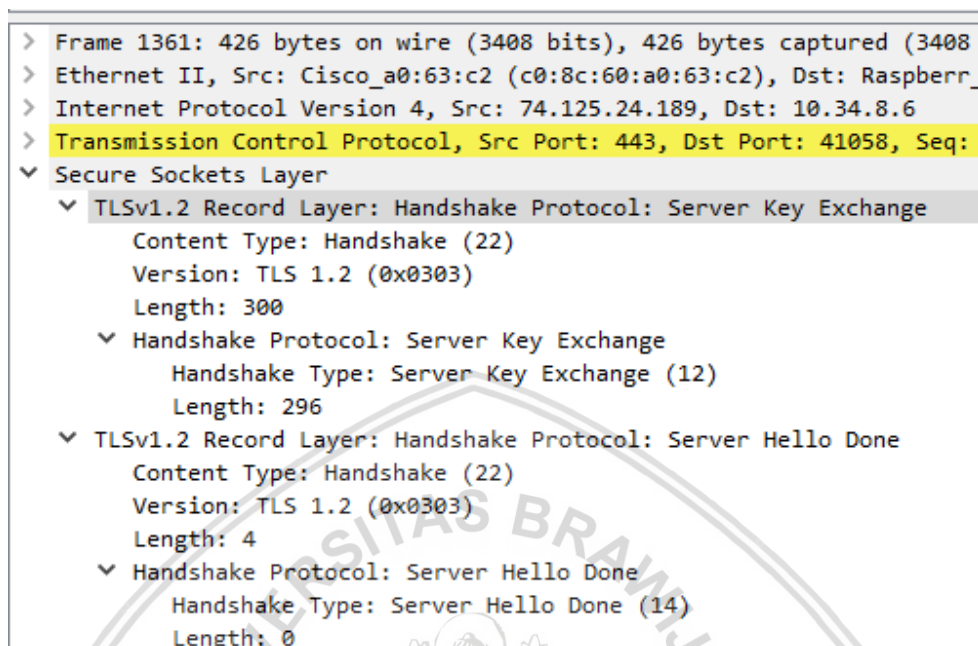 > Frame 1361: 426 bytes on wire (3408 bits), 426 bytes captured (3408
> Ethernet II, Src: Cisco_a0:63:c2 (c0:8c:60:a0:63:c2), Dst: Raspberr_
> Internet Protocol Version 4, Src: 74.125.24.189, Dst: 10.34.8.6
> Transmission Control Protocol, Src Port: 443, Dst Port: 41058, Seq:
Secure Sockets Layer
TLSv1.2 Record Layer: Handshake Protocol: Server Key Exchange
Content Type: Handshake (22)
Version: TLS 1.2 (0x0303)
Length: 300
Handshake Protocol: Server Key Exchange
Handshake Type: Server Key Exchange (12)
Length: 296
TLSv1.2 Record Layer: Handshake Protocol: Server Hello Done
Content Type: Handshake (22)
Version: TLS 1.2 (0x0303)
Length: 4
Handshake Protocol: Server Hello Done
Handshake Type: Server Hello Done (14)
Length: 0
ERSITAS BRAWIJ